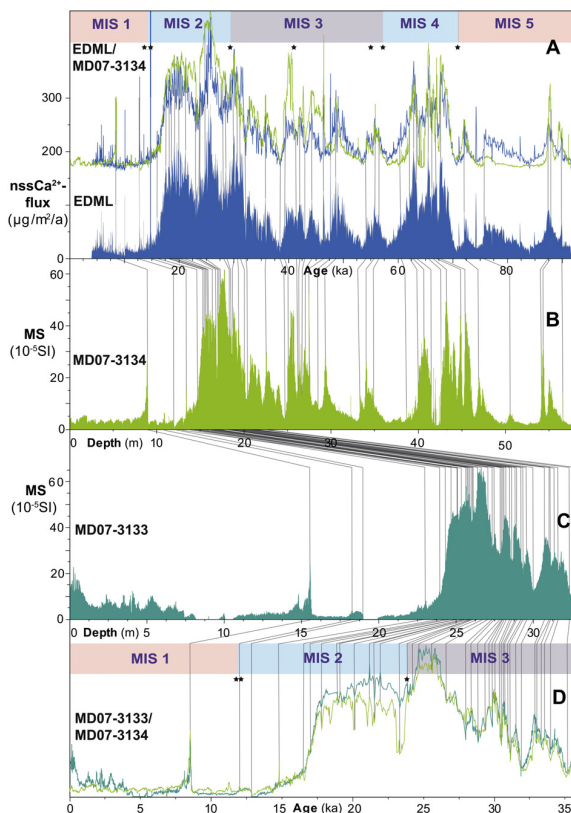 MIS 1 MIS 2 MIS 3 MIS 4 MIS 5
** * * * * *
EDML/
MD07-3134
A
300
200
nssCa²⁺-
flux
(µg/m²/a)
EDML
100
0
20 40 60 80
Age (ka)
60
B
MS
(10⁻⁵SI)
40
MD07-3134
20
0
0 10 20 30 40 50
Depth (m)
MS
(10⁻⁵SI)
60
MD07-3133
C
40
20
0
0 5 10 15 20 25 30
Depth (m)
MIS 1 MIS 2 MIS 3
** *
MD07-3133/
MD07-3134
D
0 5 10 15 20 25 30 35
Age (ka)